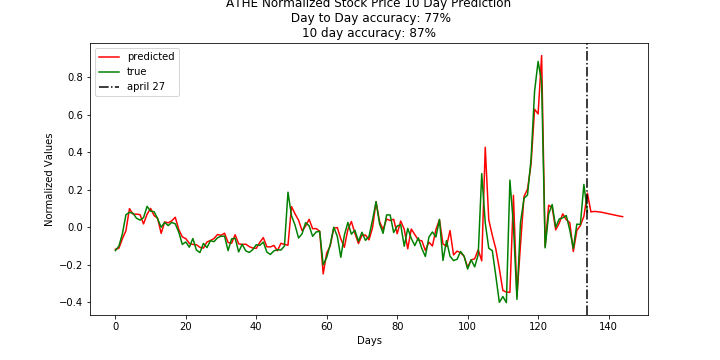 ATHE Normalized Stock Price 10 Day Prediction
Day to Day accuracy: 77%
10 day accuracy: 87%
predicted
true
april 27
Normalized Values
0.8
0.6
0.4
0.2
0.0
−0.2
−0.4
0 20 40 60 80 100 120 140
Days